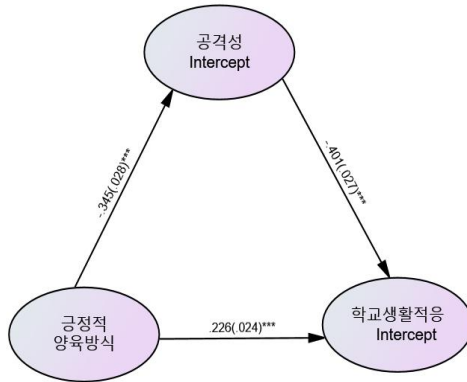 공격성
Intercept
-.345(.028)***
-.401(.027)***
긍정적
양육방식
.226(.024)***
학교생활적응
Intercept